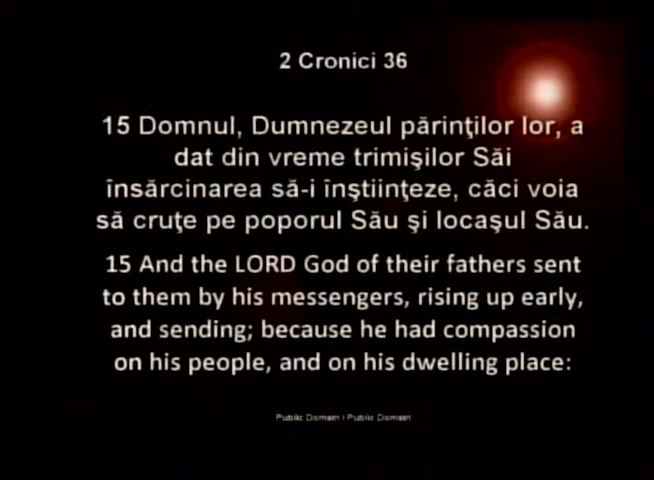 2 Cronici 36
15 Domnul, Dumnezeul părinţilor lor, a
dat din vreme trimişilor Săi
însărcinarea să-i înştiinţeze, căci voia
să cruţe pe poporul Său şi locaşul Său.
15 And the LORD God of their fathers sent
to them by his messengers, rising up early,
and sending; because he had compassion
on his people, and on his dwelling place:
Public Domain / Public Domain